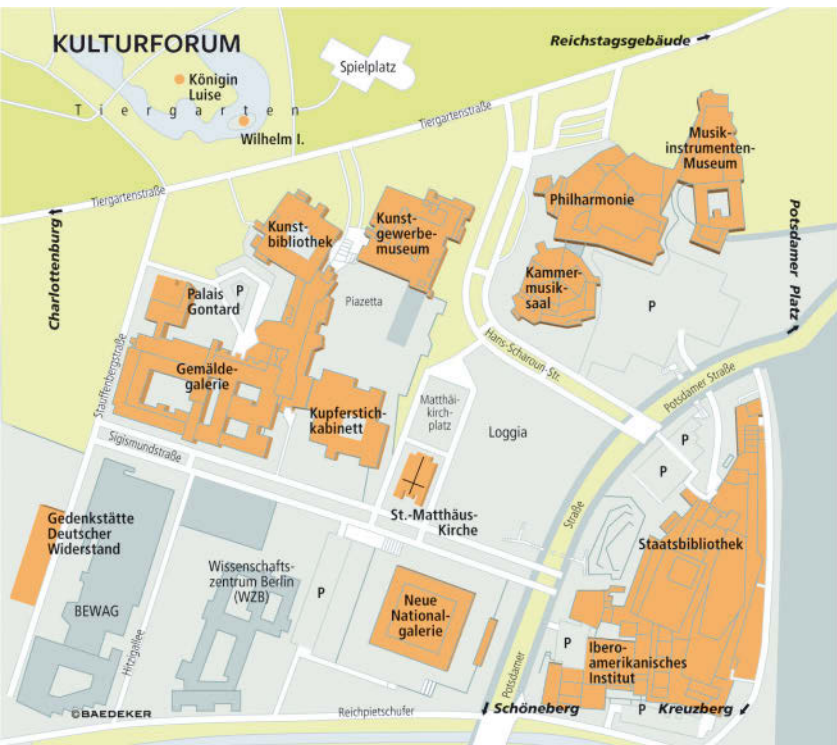 KULTURFORUM
Reichstagsgebäude
Königin
Luise
Spielplatz
Tiergarten
Wilhelm I.
Tiergartenstraße
Musik-
instrumenten-
Museum
Tiergartenstraße
Philharmonie
Kunst-
bibliothek
Kunst-
gewerbe-
museum
Charlottenburg
Potsdamer Platz
Palais
Gontard
P
Piazetta
Kammer-
musik-
saal
P
Hans-Scharoun-Str.
Stauffenbergstraße
Gemälde-
galerie
Kupferstich-
kabinett
Matthäi-
kirch-
platz
Loggia
Potsdamer Straße
P
P
Sigismundstraße
St.-Matthäus-
Kirche
Straße
Gedenkstätte
Deutscher
Widerstand
Staatsbibliothek
Wissenschafts-
zentrum Berlin
(WZB)
P
BEWAG
Neue
National-
galerie
Hitzigallee
P
Ibero-
amerikanisches
Institut
Potsdamer
©BAEDEKER
Reichpietschufer
Schöneberg
P
Kreuzberg